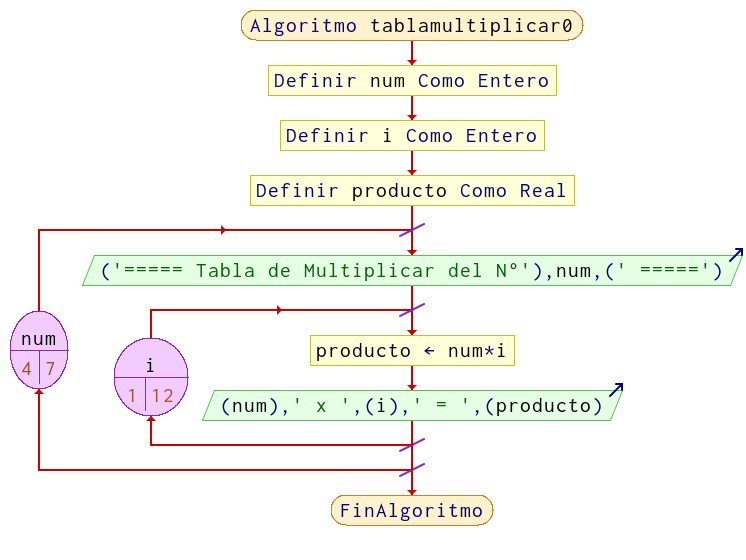 Algoritmo tablamultiplicar0
Definir num Como Entero
Definir i Como Entero
Definir producto Como Real
('===== Tabla de Multiplicar del N°'),num,(' =====')
num
4 7
i
1 12
producto ← num*i
(num),' x ',(i),' = ',(producto)
FinAlgoritmo